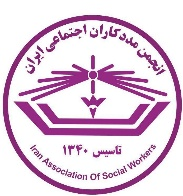 انجمن مددکاران اجتماعی ایران
تاسیس ۱۳۴۰
Iran Association Of Social Workers